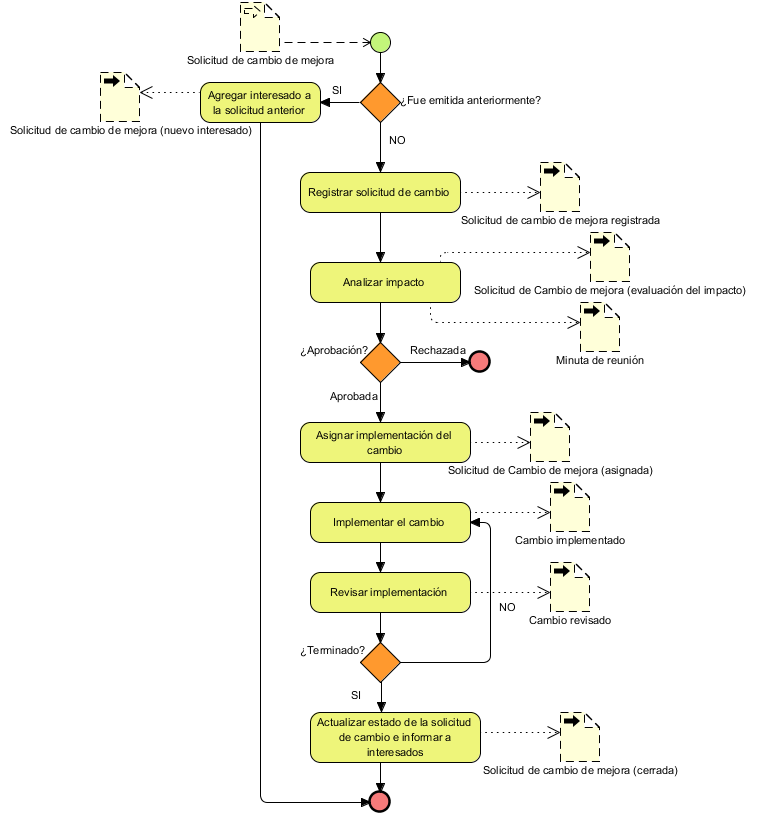 Solicitud de cambio de mejora
Agregar interesado a
la solicitud anterior
SI
¿Fue emitida anteriormente?
Solicitud de cambio de mejora (nuevo interesado)
NO
Registrar solicitud de cambio
Solicitud de cambio de mejora registrada
Analizar impacto
Solicitud de Cambio de mejora (evaluación del impacto)
¿Aprobación?
Rechazada
Minuta de reunión
Aprobada
Asignar implementación del
cambio
Solicitud de Cambio de mejora (asignada)
Implementar el cambio
Cambio implementado
Revisar implementación
NO
Cambio revisado
¿Terminado?
SI
Actualizar estado de la solicitud
de cambio e informar a
interesados
Solicitud de cambio de mejora (cerrada)